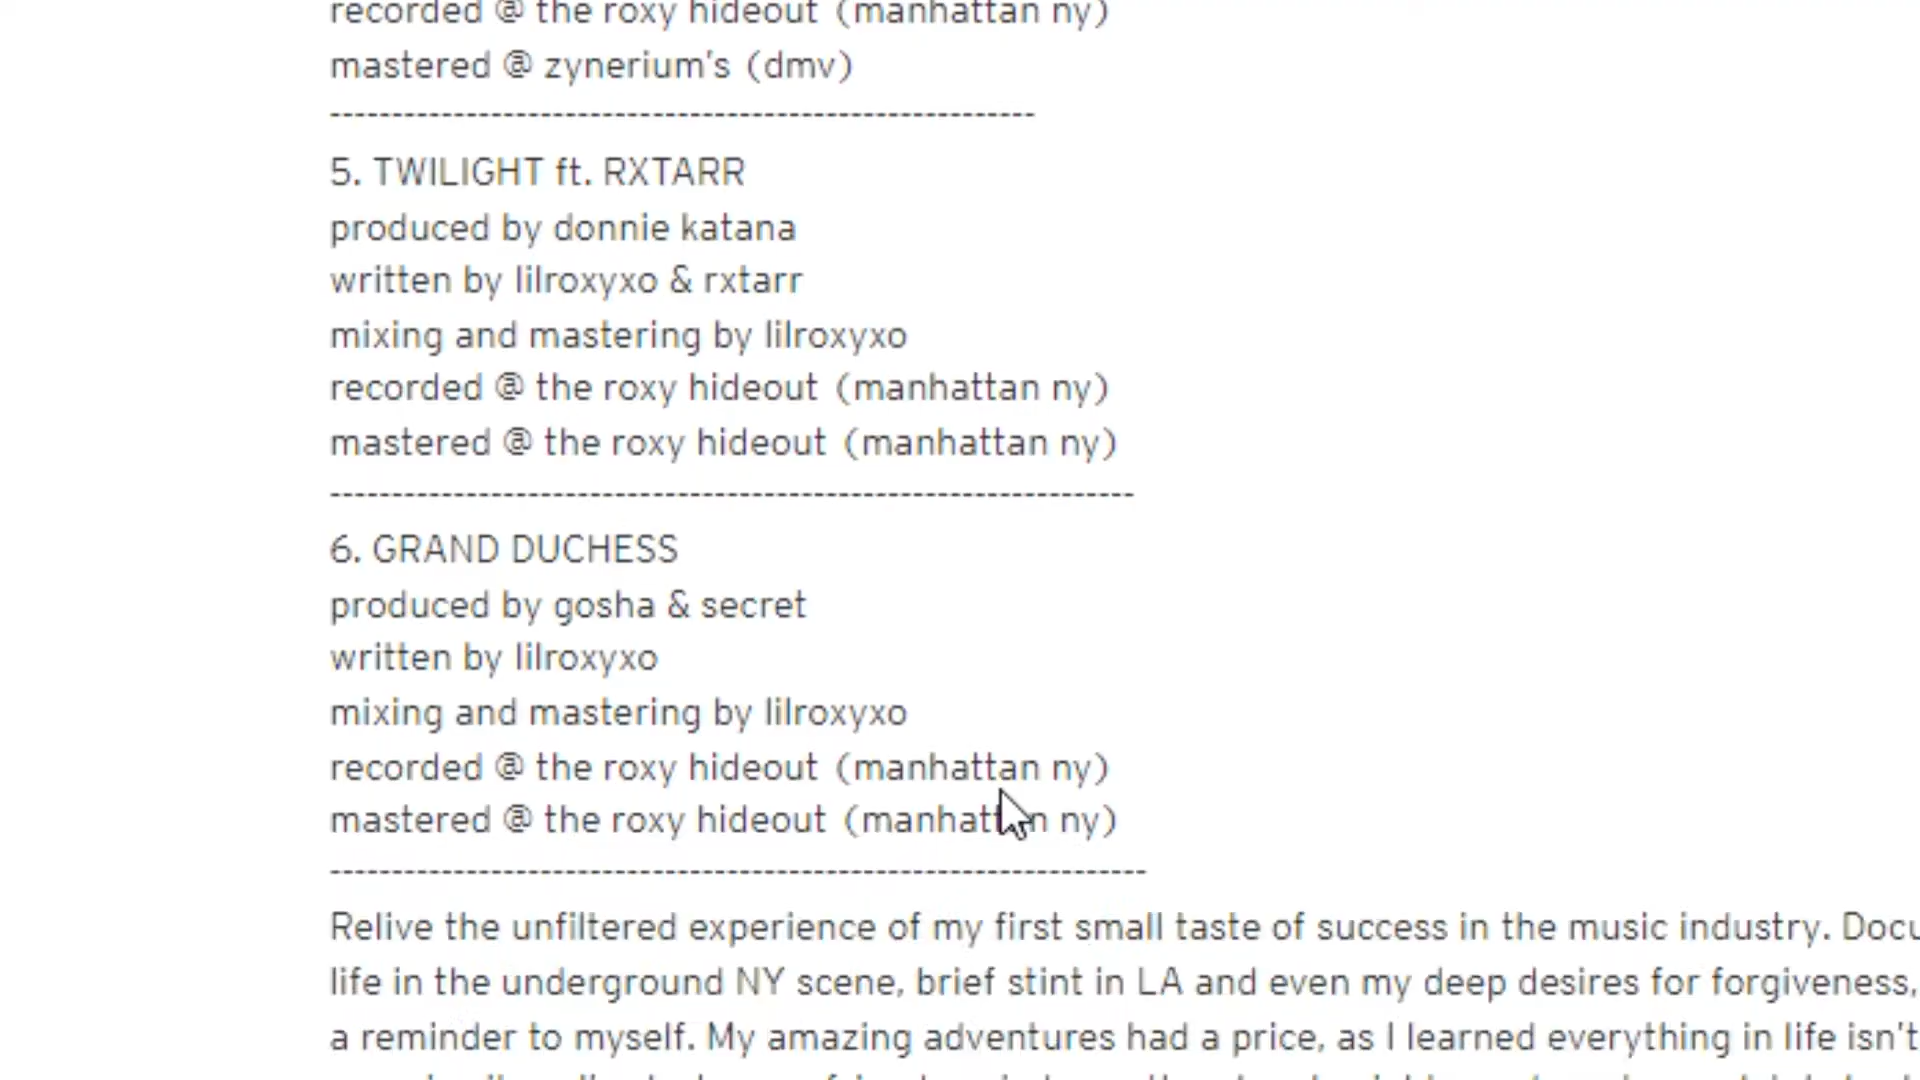 recorded @ the roxy hideout (manhattan ny)
mastered @ zynerium's (dmv)
---------------------------------------------------------
5. TWILIGHT ft. RXTARR
produced by donnie katana
written by lilroxyxo & rxtarr
mixing and mastering by lilroxyxo
recorded @ the roxy hideout (manhattan ny)
mastered @ the roxy hideout (manhattan ny)
-----------------------------------------------------------------
6. GRAND DUCHESS
produced by gosha & secret
written by lilroxyxo
mixing and mastering by lilroxyxo
recorded @ the roxy hideout (manhattan ny)
mastered @ the roxy hideout (manhattan ny)
------------------------------------------------------------------
Relive the unfiltered experience of my first small taste of success in the music industry. Docu
life in the underground NY scene, brief stint in LA and even my deep desires for forgiveness,
a reminder to myself. My amazing adventures had a price, as I learned everything in life isn't